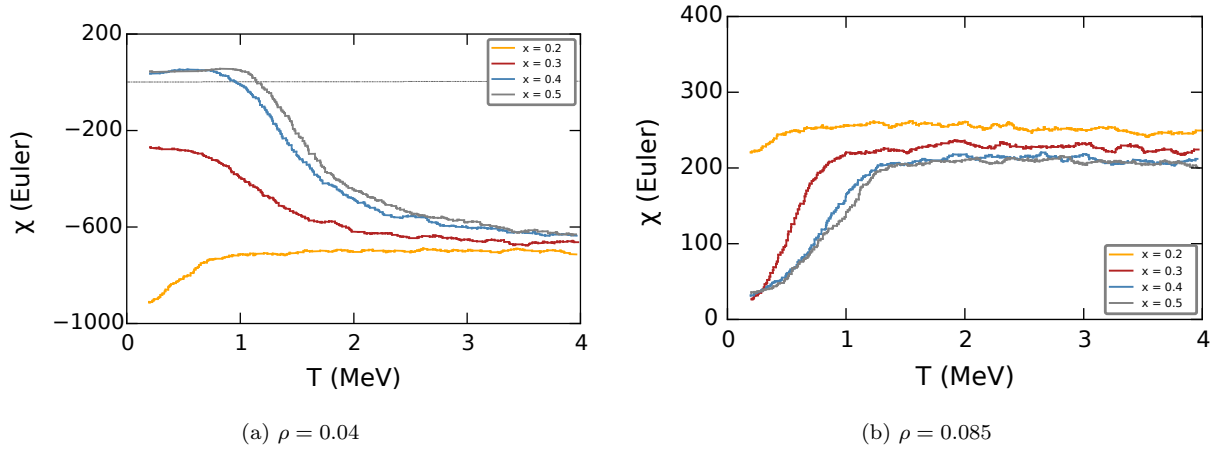 200
−200
−600
−1000
χ (Euler)
0
1
2
3
4
T (MeV)
x = 0.2
x = 0.3
x = 0.4
x = 0.5
(a) ρ = 0.04
400
300
200
100
0
χ (Euler)
0
1
2
3
4
T (MeV)
x = 0.2
x = 0.3
x = 0.4
x = 0.5
(b) ρ = 0.085